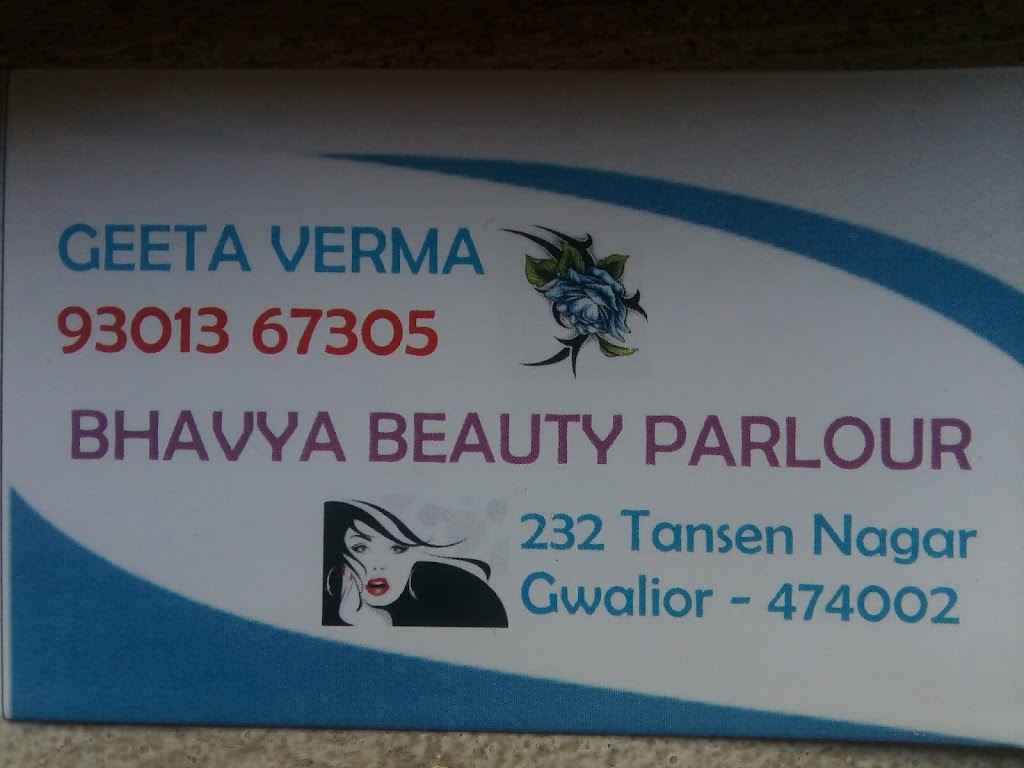 GEETA VERMA
93013 67305
BHAVYA BEAUTY PARLOUR
232 Tansen Nagar
Gwalior - 474002